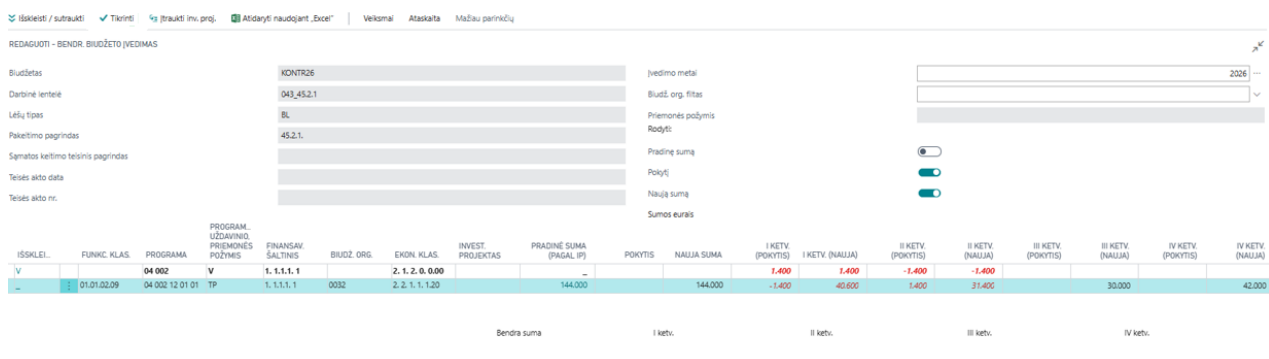 Išskleisti / sutraukti Tikrinti Įtraukti inv. proj. Atidaryti naudojant „Excel“ Veiksmai Ataskaita Mažiau parinkčių
REDAGUOTI - BENDR. BIUDŽETO ĮVEDIMAS
Biudžetas KONTR26 Įvedimo metai 2026 ...
Darbinė lentelė 043_45.2.1 Biudž. org. filtas
Lėšų tipas BL Priemonės požymis
Rodyti:
Pakeitimo pagrindas 45.2.1.
Sąmatos keitimo teisinis pagrindas Pradinę sumą
Teisės akto data Pokytį
Teisės akto nr. Naują sumą
Sumos eurais
IŠSKLEI... FUNKC. KLAS. PROGRAMA PROGRAM... UŽDAVINIO, PRIEMONĖS POŽYMIS FINANSAV. ŠALTINIS BIUDŽ. ORG. EKON. KLAS. INVEST. PROJEKTAS PRADINĖ SUMA (PAGAL IP) POKYTIS NAUJA SUMA I KETV. (POKYTIS) I KETV. (NAUJA) II KETV. (POKYTIS) II KETV. (NAUJA) III KETV. (POKYTIS) III KETV. (NAUJA) IV KETV. (POKYTIS) IV KETV. (NAUJA)
V 04 002 V 1. 1.1.1. 1 2. 1. 2. 0. 0.00 _ 1.400 1.400 -1.400 -1.400
_ 01.01.02.09 04 002 12 01 01 TP 1. 1.1.1. 1 0032 2. 2. 1. 1. 1.20 144.000 144.000 -1.400 40.600 1.400 31.400 30.000 42.000
Bendra suma I ketv. II ketv. III ketv. IV ketv.